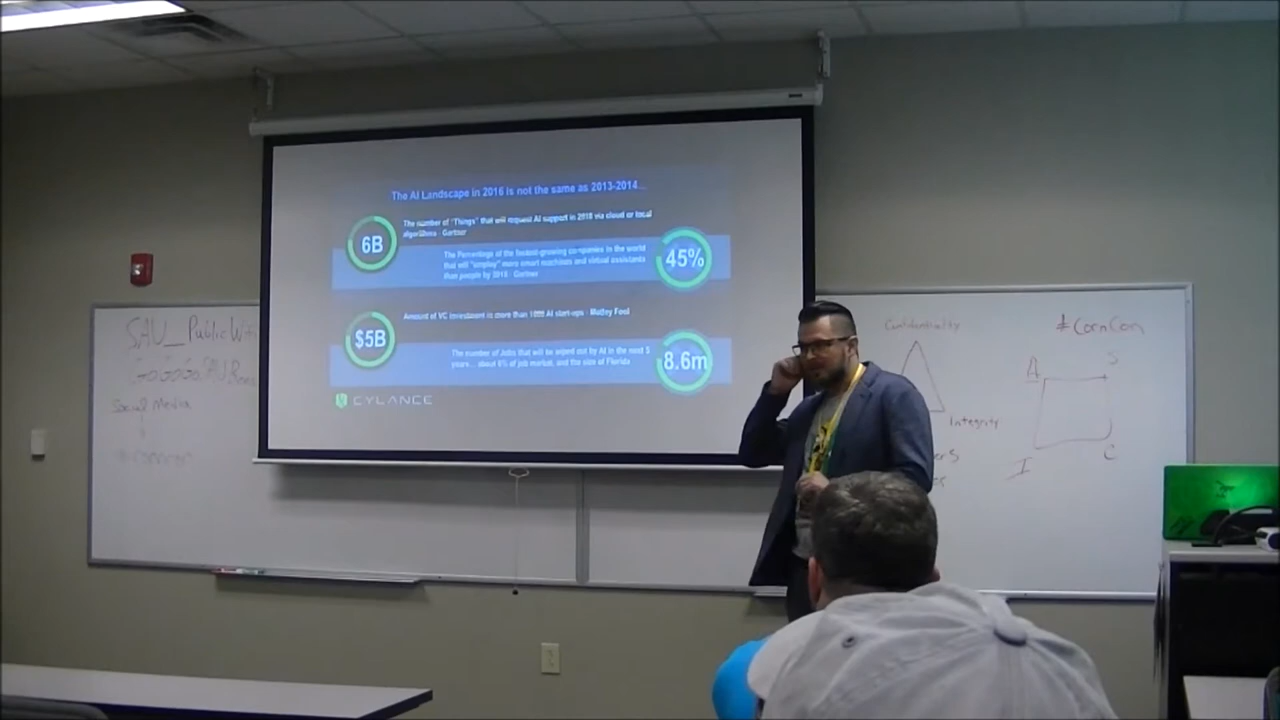 The AI Landscape in 2016 is not the same as 2013-2014...
6B
The number of "Things" that will request AI support in 2018 via cloud or local
algorithms - Gartner
The Percentage of the fastest-growing companies in the world
that will "employ" more smart machines and virtual assistants
than people by 2018 - Gartner
45%
$5B
Amount of VC investment in more than 1000 AI start-ups - Motley Fool
The number of Jobs that will be wiped out by AI in the next 5
years... about 6% of job market, and the size of Florida
8.6m
CYLANCE
SAU_PublicWifi
Social Media
Confidentiality
Integrity
#CornCon
A
S
I
C